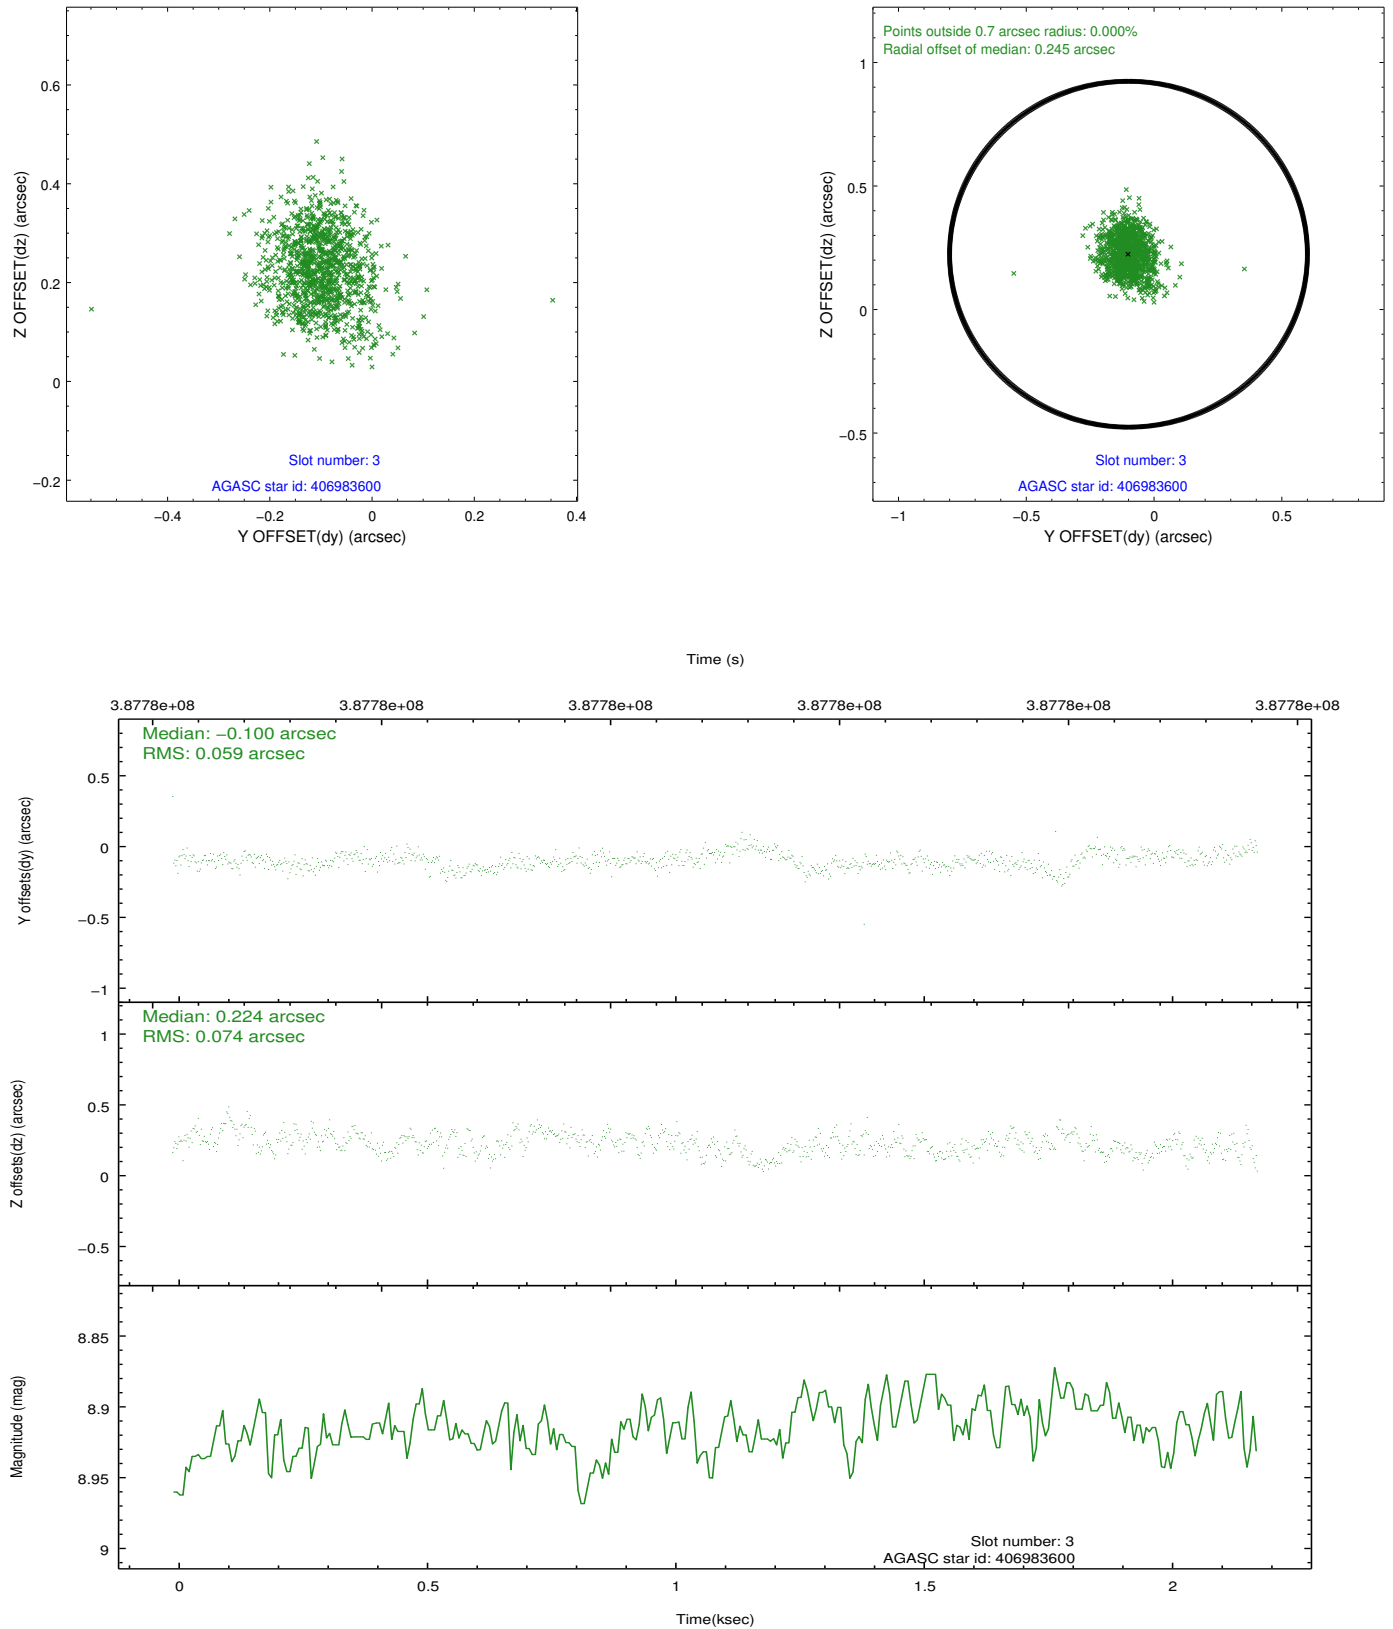 0.6
0.4
0.2
0
−0.2
Z OFFSET(dz) (arcsec)
Slot number: 3
AGASC star id: 406983600
−0.4
−0.2
0
0.2
0.4
Y OFFSET(dy) (arcsec)
Points outside 0.7 arcsec radius: 0.000%
Radial offset of median: 0.245 arcsec
1
0.5
0
−0.5
Z OFFSET(dz) (arcsec)
Slot number: 3
AGASC star id: 406983600
−1
−0.5
0
0.5
Y OFFSET(dy) (arcsec)
Time (s)
3.8778e+08 3.8778e+08 3.8778e+08 3.8778e+08 3.8778e+08 3.8778e+08
Median: −0.100 arcsec
RMS: 0.059 arcsec
0.5
0
−0.5
−1
Y offsets(dy) (arcsec)
Median: 0.224 arcsec
RMS: 0.074 arcsec
1
0.5
0
−0.5
Z offsets(dz) (arcsec)
8.85
8.9
8.95
9
Magnitude (mag)
Slot number: 3
AGASC star id: 406983600
0
0.5
1
1.5
2
Time(ksec)